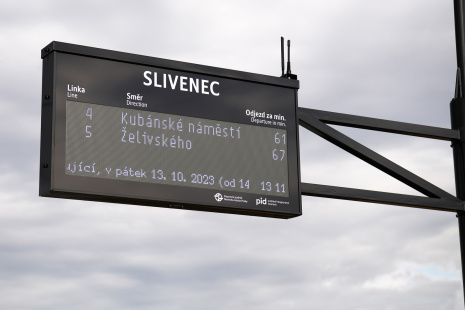 SLIVENEC
Linka Směr Odjezd za min.
Line Direction Departure in min.
4 Kubánské náměstí 61
5 Želivského 67
ující, v pátek 13. 10. 2023 (od 14 13 11
pid